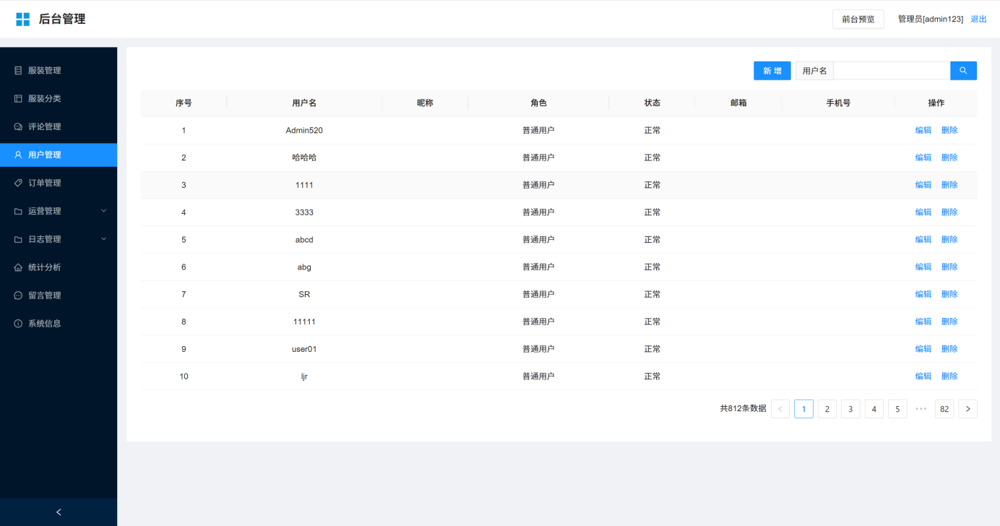 后台管理
前台预览 管理员[admin123] 退出
服装管理
服装分类
评论管理
用户管理
订单管理
运营管理
日志管理
统计分析
留言管理
系统信息
新 增 用户名
序号 用户名 昵称 角色 状态 邮箱 手机号 操作
1 Admin520 普通用户 正常 编辑 删除
2 哈哈哈 普通用户 正常 编辑 删除
3 1111 普通用户 正常 编辑 删除
4 3333 普通用户 正常 编辑 删除
5 abcd 普通用户 正常 编辑 删除
6 abg 普通用户 正常 编辑 删除
7 SR 普通用户 正常 编辑 删除
8 11111 普通用户 正常 编辑 删除
9 user01 普通用户 正常 编辑 删除
10 ljr 普通用户 正常 编辑 删除
共812条数据 < 1 2 3 4 5 ••• 82 >